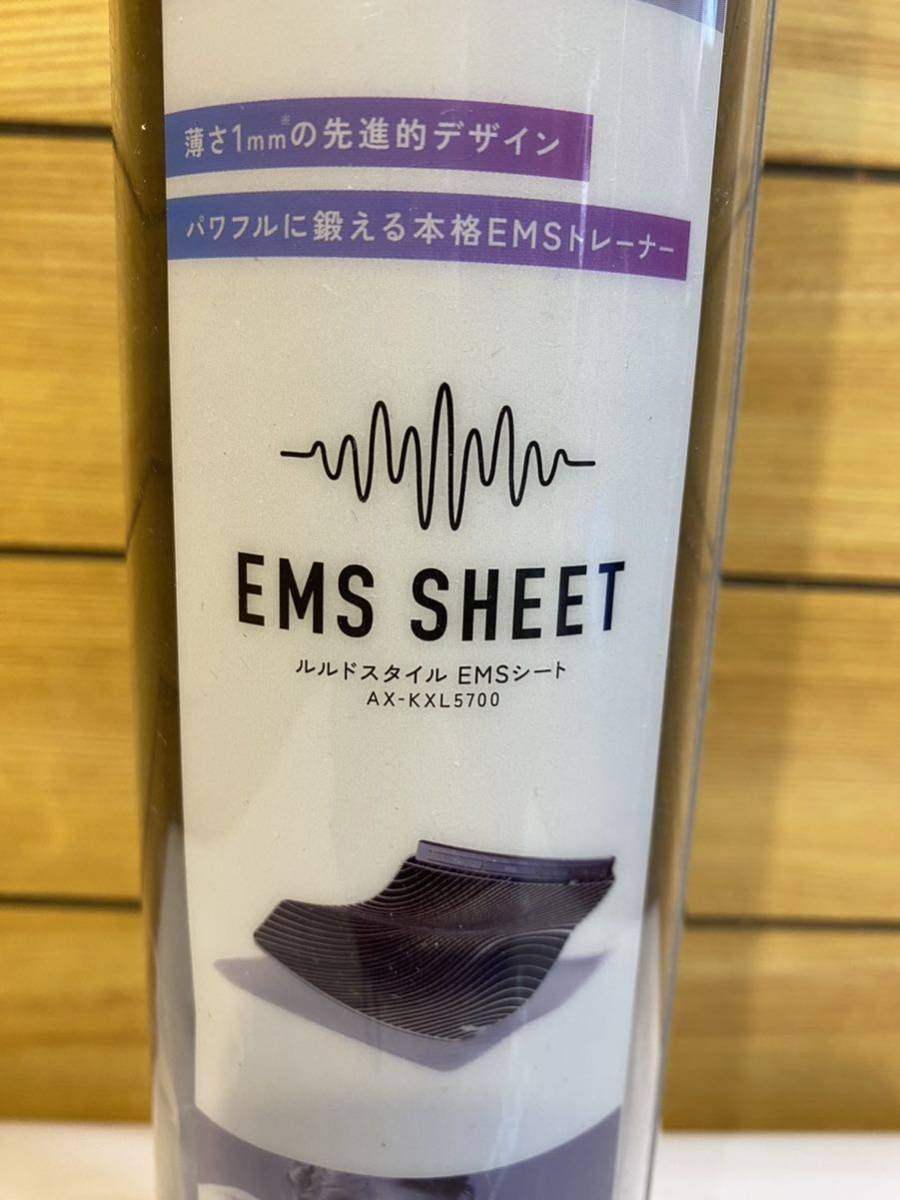 薄さ1mm※の先進的デザイン
パワフルに鍛える本格EMSトレーナー
EMS SHEET
ルルドスタイル EMSシート
AX-KXL5700